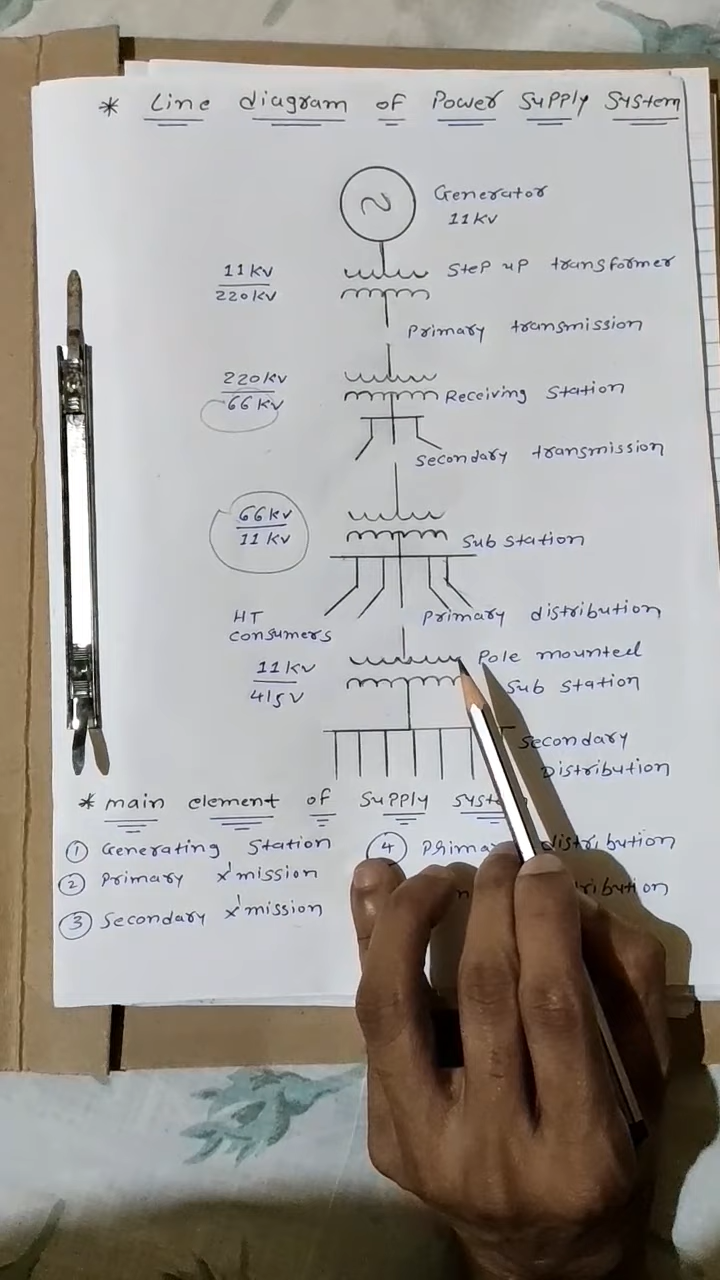 * Line diagram of Power Supply System
Generator
11 kv
11 kv
220 kv
Step up transformer
Primary transmission
220 kv
66 kv
Receiving Station
Secondary transmission
66 kv
11 kv
Sub station
HT
consumers
Primary distribution
11 kv
415 V
Pole mounted
Sub station
Secondary
Distribution
* main element of Supply
① Generating Station
② Primary x'mission
③ Secondary x'mission
④
distribution